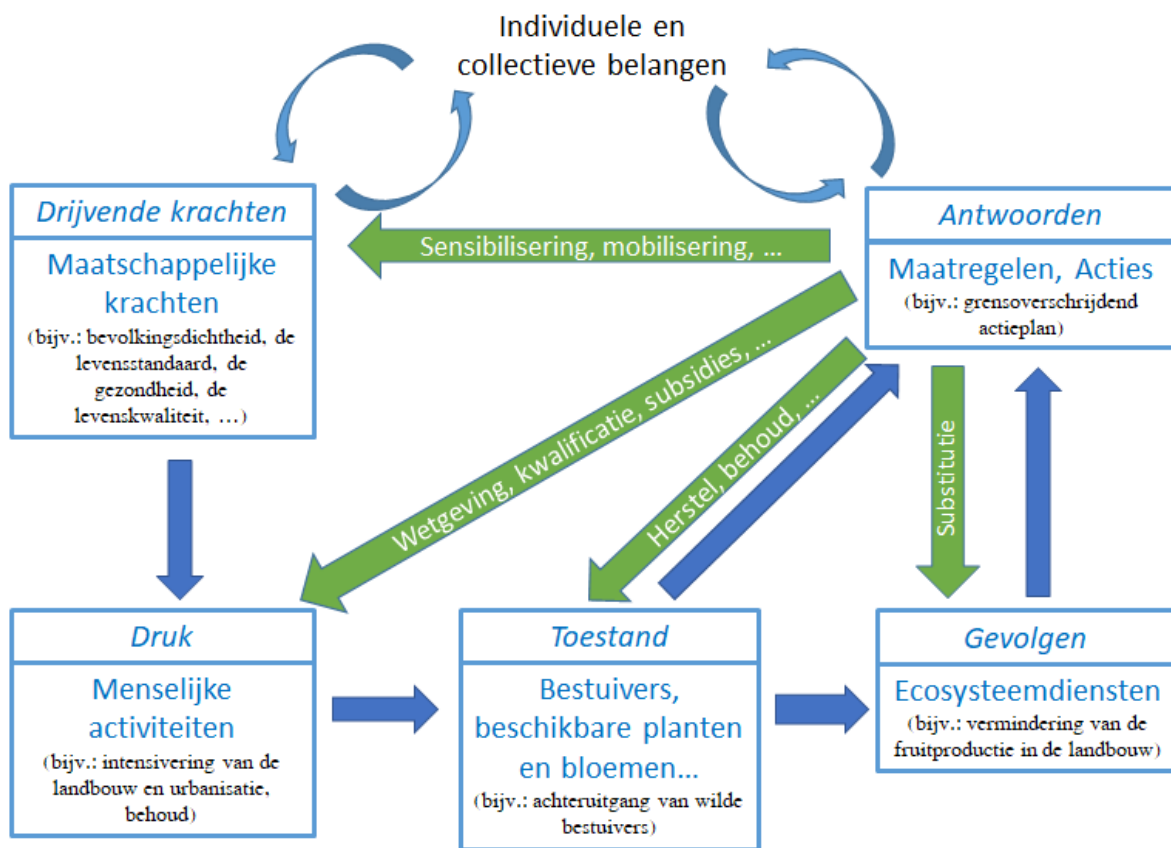 Individuele en
collectieve belangen
Drijvende krachten
Maatschappelijke
krachten
(bijv.: bevolkingsdichtheid, de
levensstandaard, de
gezondheid, de
levenskwaliteit, …)
Sensibilisering, mobilisering, …
Antwoorden
Maatregelen, Acties
(bijv.: grensoverschrijdend
actieplan)
Wetgeving, kwalificatie, subsidies, …
Herstel, behoud, …
Substitutie
Druk
Menselijke
activiteiten
(bijv.: intensivering van de
landbouw en urbanisatie,
behoud)
Toestand
Bestuivers,
beschikbare planten
en bloemen…
(bijv.: achteruitgang van wilde
bestuivers)
Gevolgen
Ecosysteemdiensten
(bijv.: vermindering van de
fruitproductie in de landbouw)